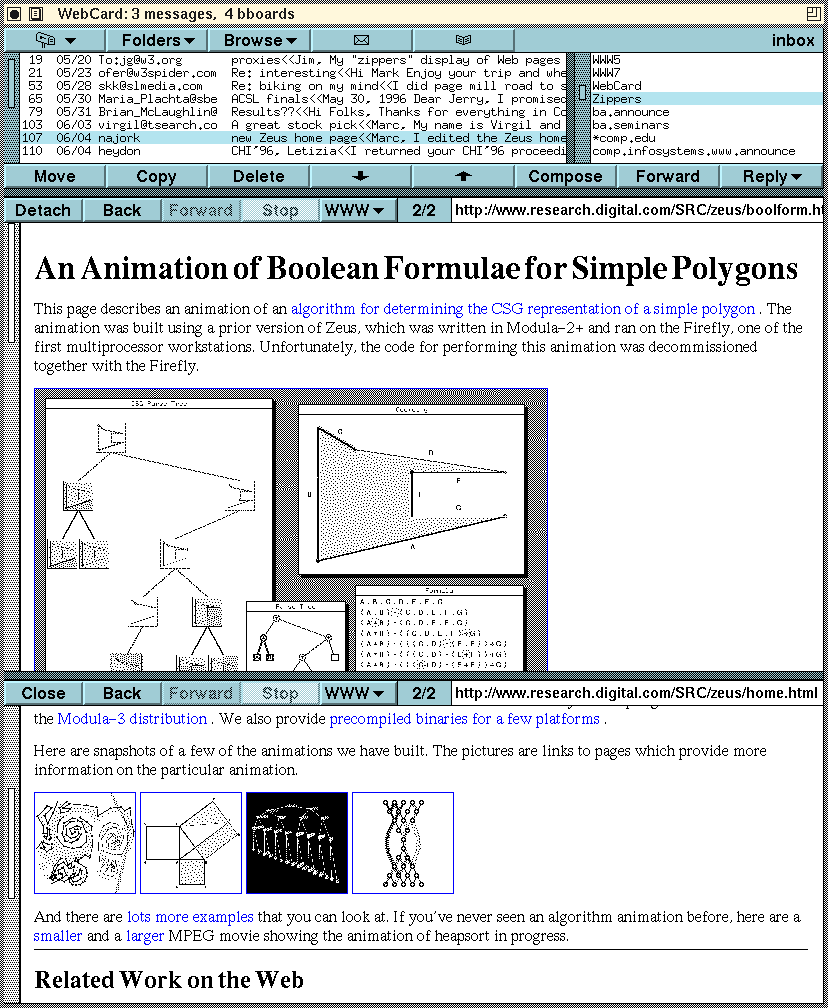 WebCard: 3 messages, 4 bboards
Folders Browse inbox
19 05/20 To:jg@w3.org proxies<<Jim, My "zippers" display of Web pages
21 05/23 ofer@w3spider.com Re: interesting<<Hi Mark Enjoy your trip and whe
53 05/28 skk@slmedia.com Re: biking on my mind<<I did page mill road to s
65 05/30 Maria_Plachta@sbe ACSL finals<<May 30, 1996 Dear Jerry, I promised
79 05/31 Brian_McLaughlin@ Results??<<Hi Folks, Thanks for everything in Co
103 06/03 virgil@tsearch.co A great stock pick<<Marc, My name is Virgil and
107 06/04 najork new Zeus home page<<Marc, I edited the Zeus home
110 06/04 heydon CHI'96, Letizia<<I returned your CHI'96 proceedi
WWW5
WWW7
WebCard
Zippers
ba.announce
ba.seminars
*comp.edu
comp.infosystems.www.announce
Move Copy Delete Compose Forward Reply
Detach Back Forward Stop WWW 2/2 http://www.research.digital.com/SRC/zeus/boolform.ht
An Animation of Boolean Formulae for Simple Polygons
This page describes an animation of an algorithm for determining the CSG representation of a simple polygon . The
animation was built using a prior version of Zeus, which was written in Modula-2+ and ran on the Firefly, one of the
first multiprocessor workstations. Unfortunately, the code for performing this animation was decommissioned
together with the Firefly.
CSG Parse Tree
Geometry
C
D
B
E
F
G
A
Parse Tree
Formula
A.B.C.D.E.F.G
Close Back Forward Stop WWW 2/2 http://www.research.digital.com/SRC/zeus/home.html
the Modula-3 distribution . We also provide precompiled binaries for a few platforms .
Here are snapshots of a few of the animations we have built. The pictures are links to pages which provide more
information on the particular animation.
And there are lots more examples that you can look at. If you've never seen an algorithm animation before, here are a
smaller and a larger MPEG movie showing the animation of heapsort in progress.
Related Work on the Web